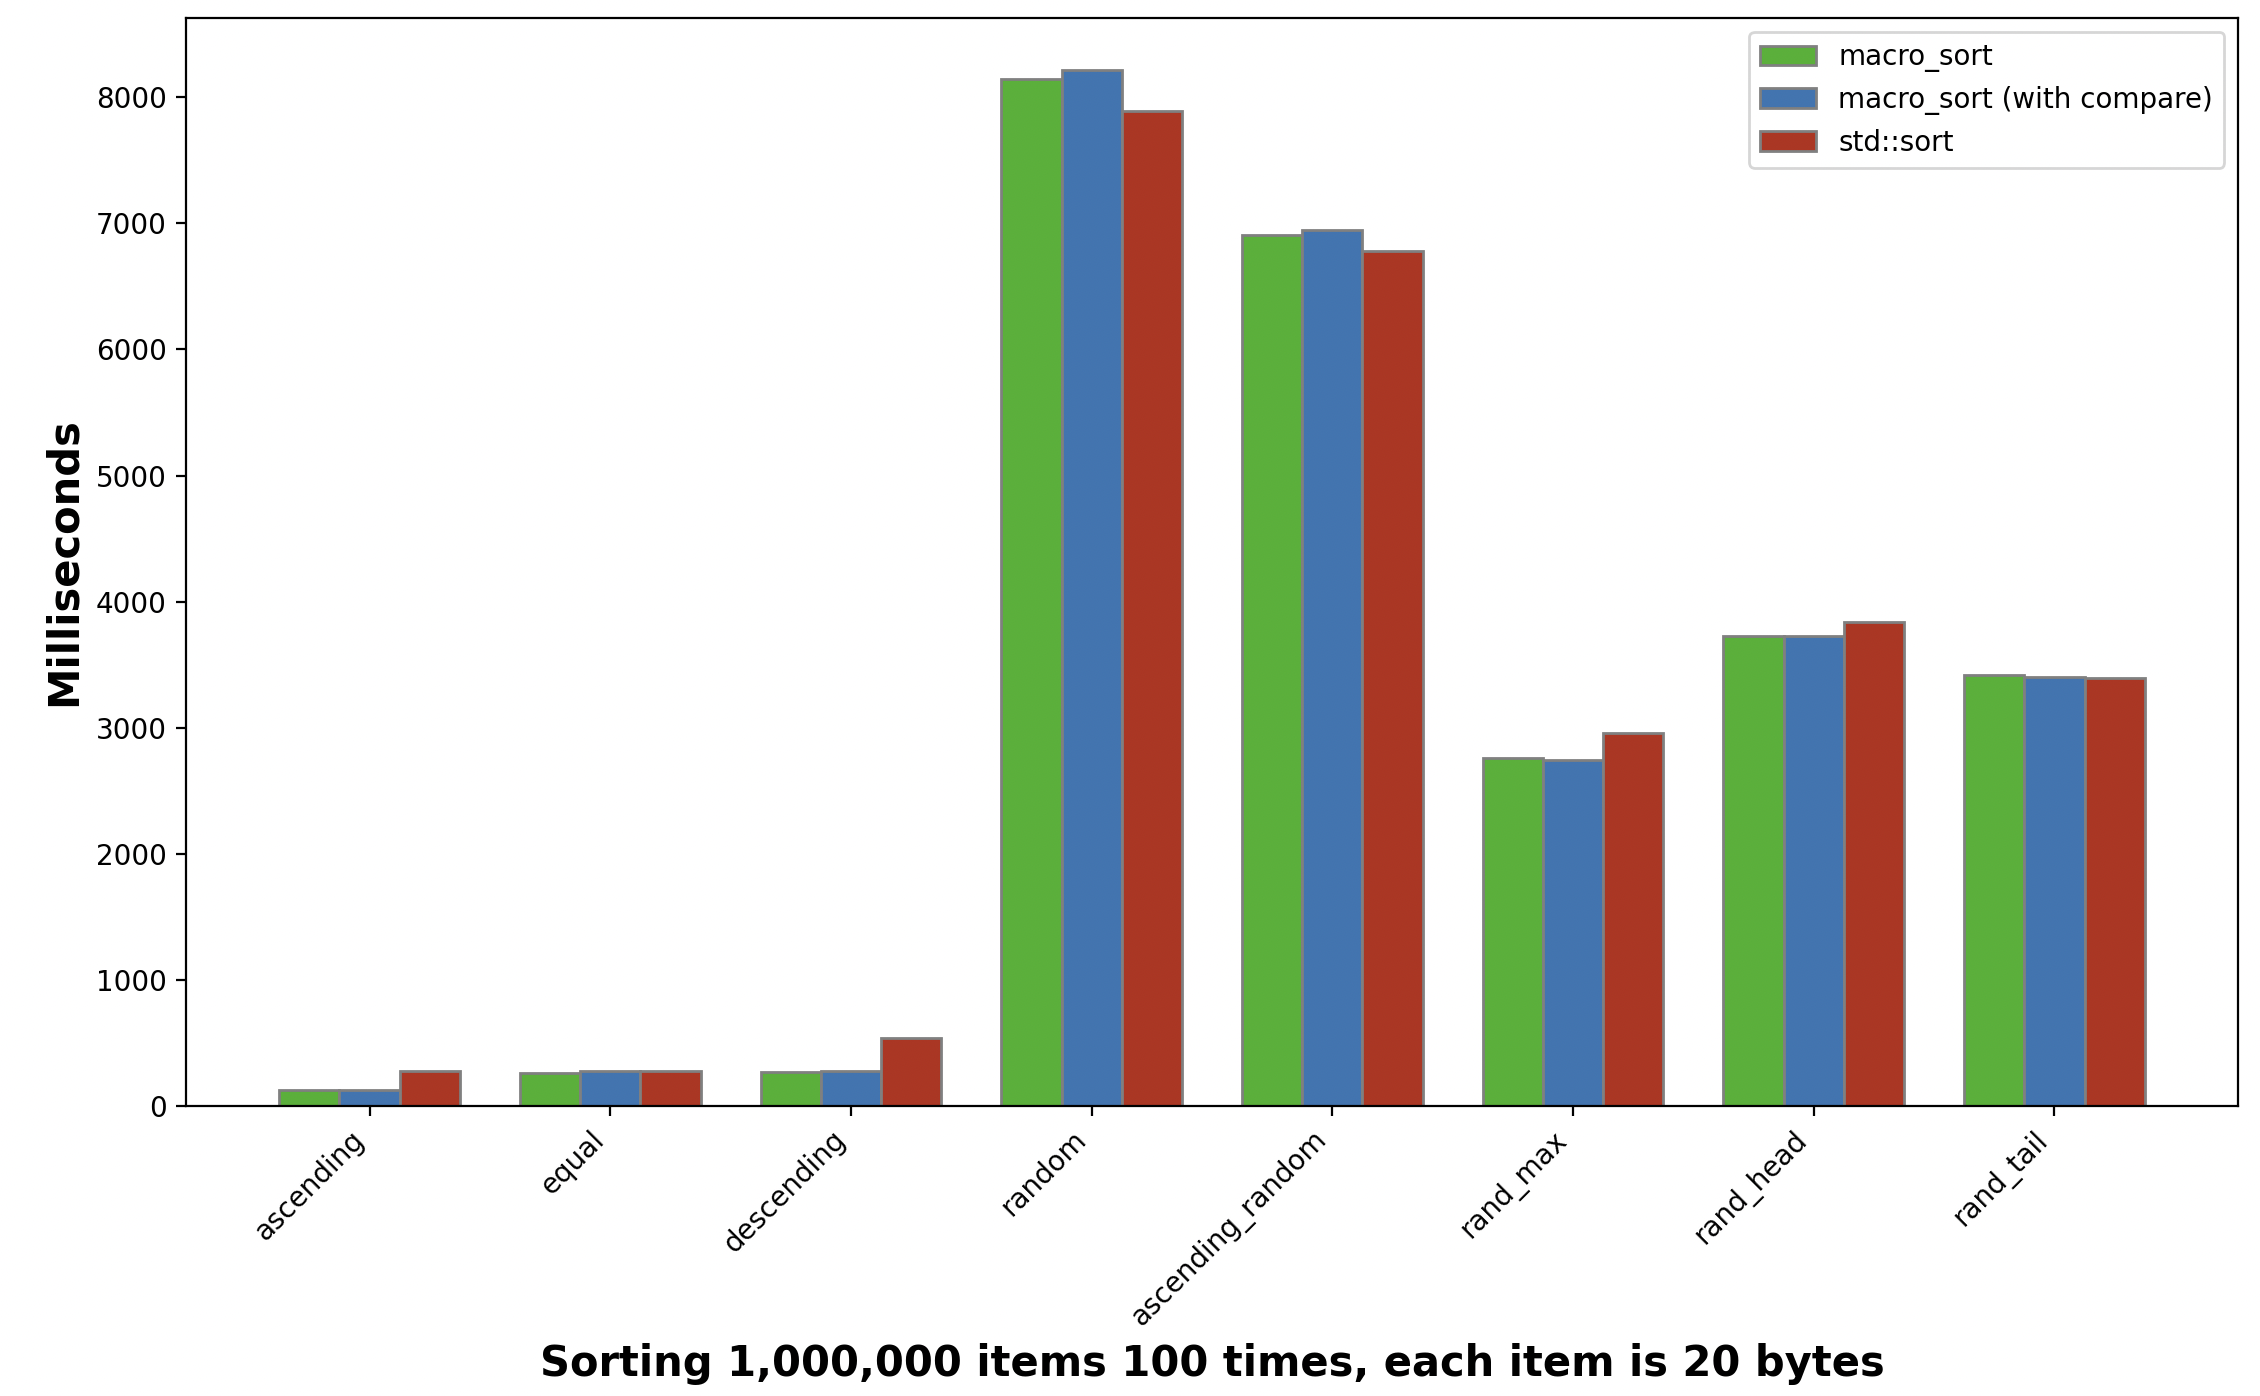 macro_sort
macro_sort (with compare)
std::sort
Milliseconds
8000
7000
6000
5000
4000
3000
2000
1000
0
ascending
equal
descending
random
ascending_random
rand_max
rand_head
rand_tail
Sorting 1,000,000 items 100 times, each item is 20 bytes